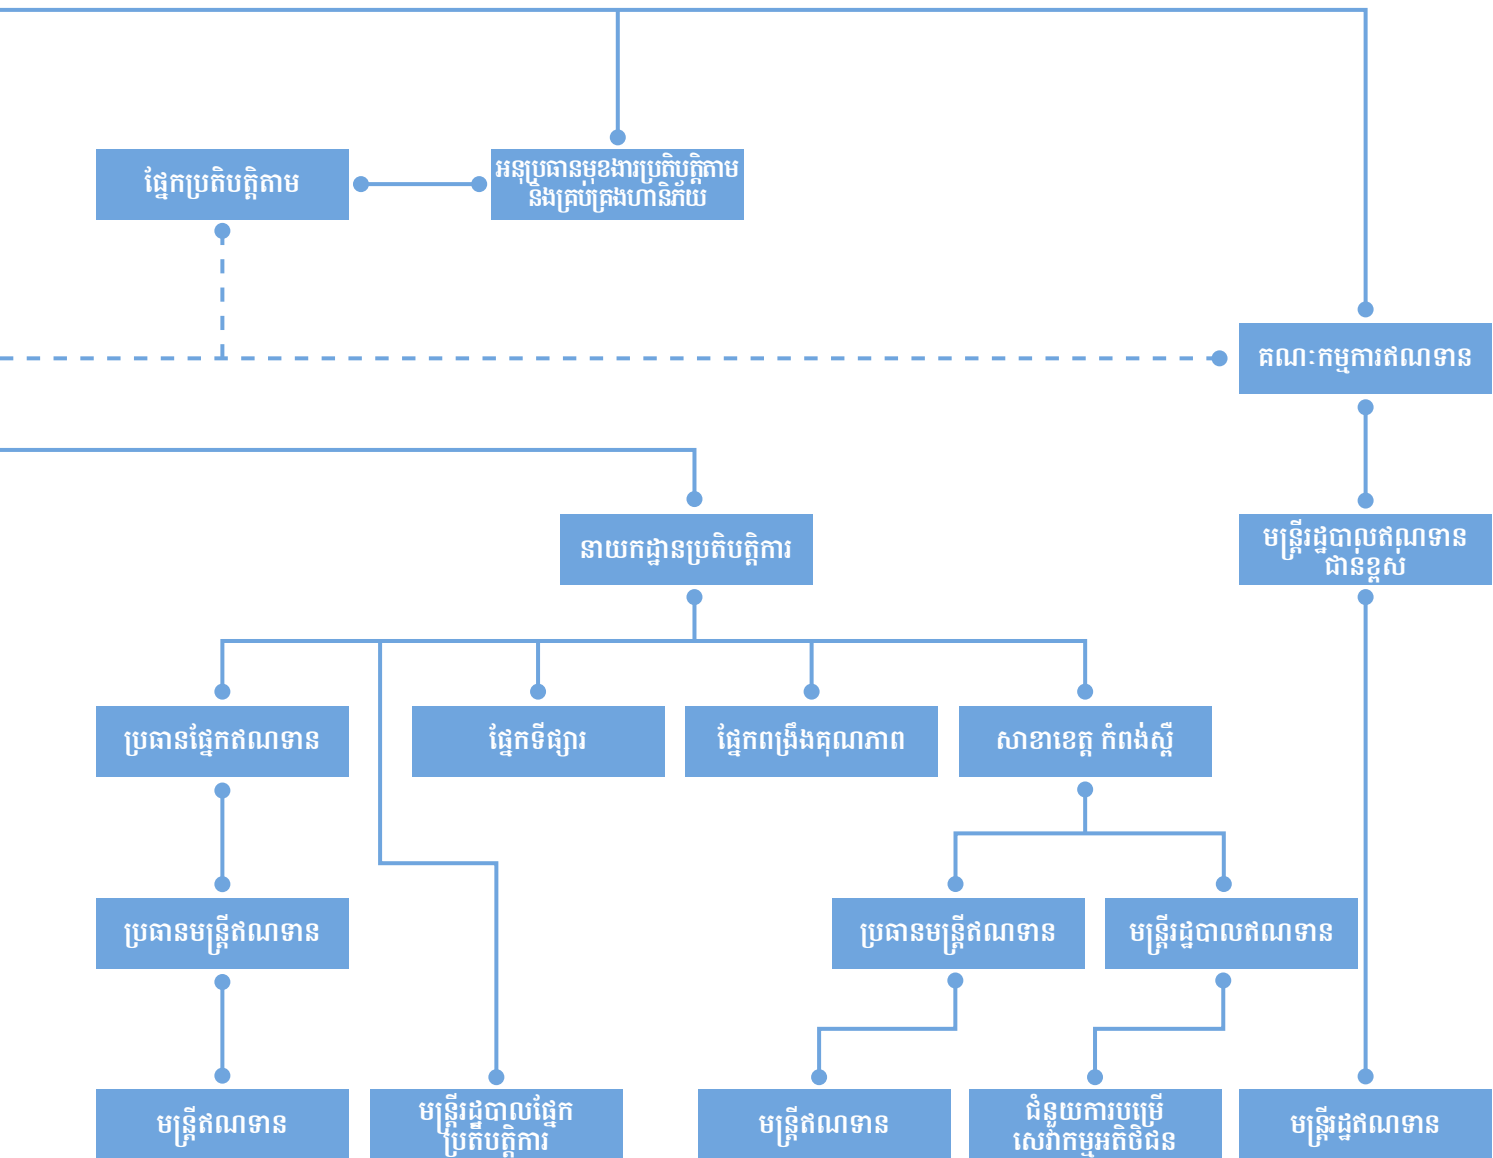 ផ្នែកប្រតិបត្តិតាម
អនុប្រធានមុខងារប្រតិបត្តិតាម
និងគ្រប់គ្រងហានិភ័យ
គណៈកម្មការឥណទាន
នាយកដ្ឋានប្រតិបត្តិការ
មន្ត្រីរដ្ឋបាលឥណទាន
ជាន់ខ្ពស់
ប្រធានផ្នែកឥណទាន
ផ្នែកទីផ្សារ
ផ្នែកពង្រឹងគុណភាព
សាខាខេត្ត កំពង់ស្ពឺ
ប្រធានមន្ត្រីឥណទាន
ប្រធានមន្ត្រីឥណទាន
មន្ត្រីរដ្ឋបាលឥណទាន
មន្ត្រីឥណទាន
មន្ត្រីរដ្ឋបាលផ្នែក
ប្រតិបត្តិការ
មន្ត្រីឥណទាន
ជំនួយការបម្រើ
សេវាកម្មអតិថិជន
មន្ត្រីរដ្ឋឥណទាន